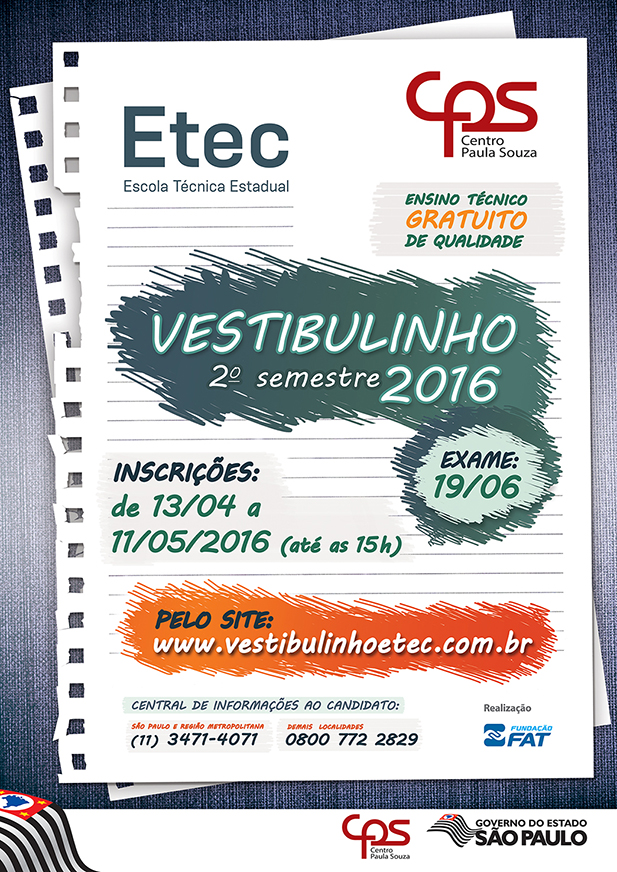 Etec
Escola Técnica Estadual
CPS
Centro
Paula Souza
ENSINO TÉCNICO
GRATUITO
DE QUALIDADE
VESTIBULINHO
2º semestre 2016
EXAME:
19/06
INSCRIÇÕES:
de 13/04 a
11/05/2016 (até as 15h)
PELO SITE:
www.vestibulinhoetec.com.br
CENTRAL DE INFORMAÇÕES AO CANDIDATO:
SÃO PAULO E REGIÃO METROPOLITANA
(11) 3471-4071
DEMAIS LOCALIDADES
0800 772 2829
Realização
FUNDAÇÃO
FAT
CPS
Centro
Paula Souza
GOVERNO DO ESTADO
SÃO PAULO